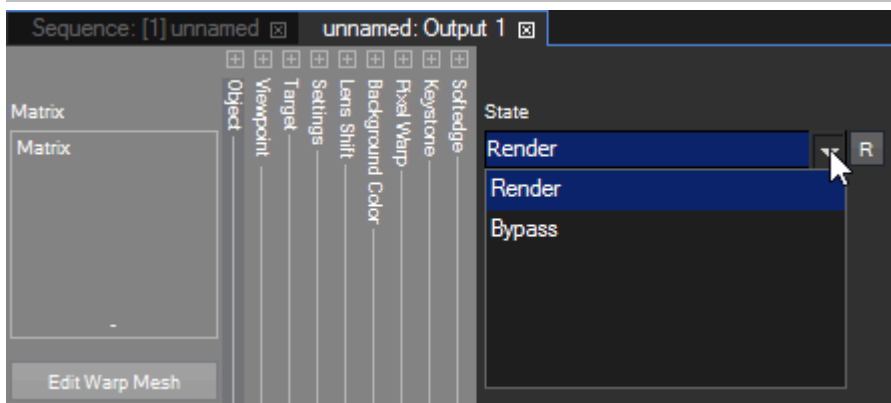 Sequence: [1] unnamed
unnamed: Output 1
Matrix
Matrix
-
Edit Warp Mesh
Object
Viewpoint
Target
Settings
Lens Shift
Background Color
Pixel Warp
Keystone
Softedge
State
Render
R
Render
Bypass